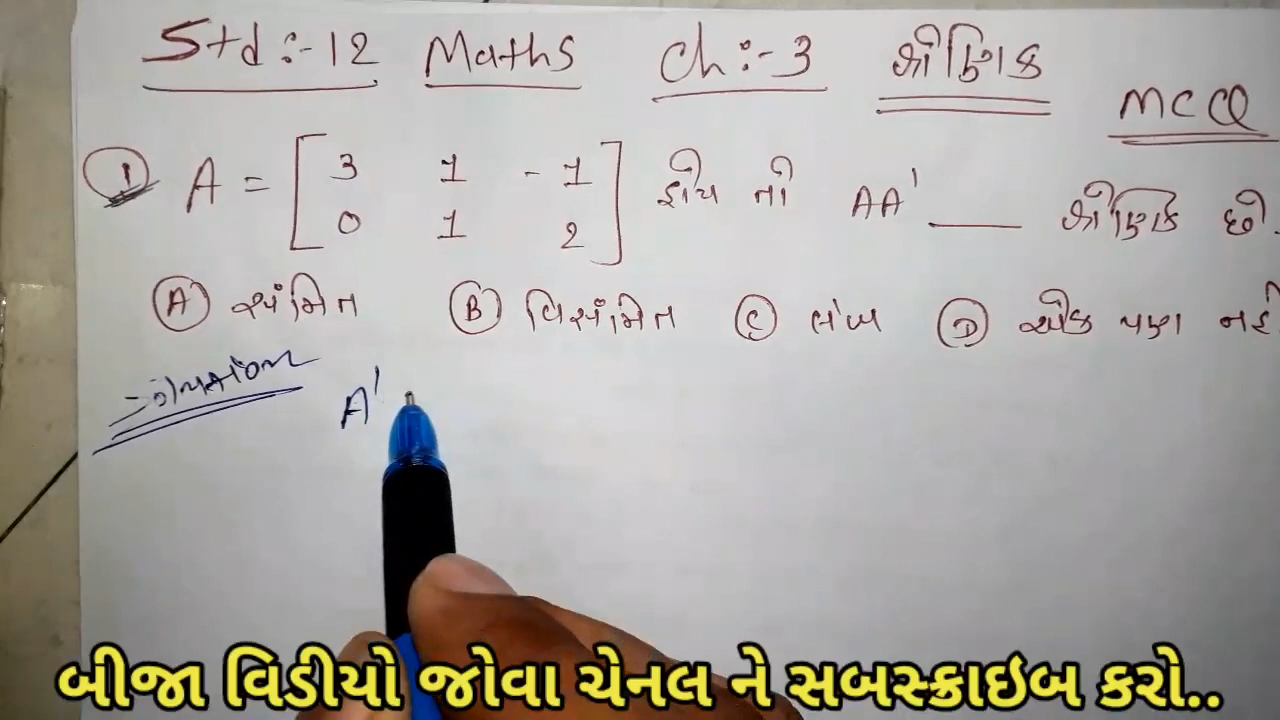 Std :- 12 Maths Ch :- 3 શ્રેણિક
MCQ
① A = [ 3 1 -1 હોય તો AA' ____ શ્રેણિક છે.
0 1 2 ]
Ⓐ સંમિત Ⓑ વિસંમિત Ⓒ લંબ Ⓓ એક પણ નહી
A'
બીજા વિડીયો જોવા ચેનલ ને સબસ્ક્રાઇબ કરો..